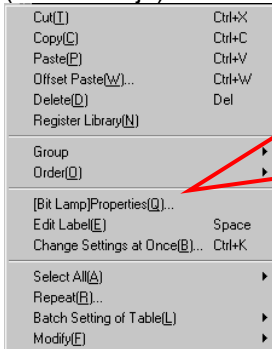 Cut(T) Ctrl+X
Copy(C) Ctrl+C
Paste(P) Ctrl+V
Offset Paste(W)... Ctrl+W
Delete(D) Del
Register Library(N)
Group
Order(O)
[Bit Lamp]Properties(Q)...
Edit Label(E) Space
Change Settings at Once(B)... Ctrl+K
Select All(A)
Repeat(R)...
Batch Setting of Table(L)
Modify(F)